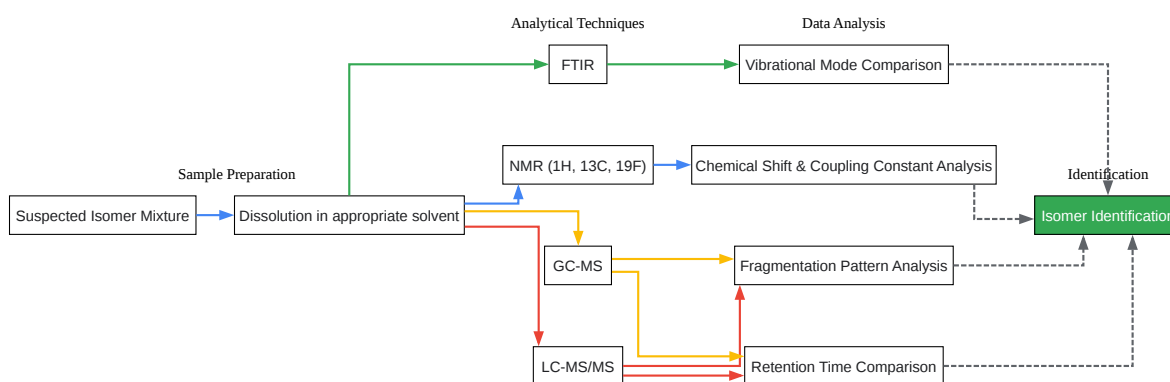 Analytical Techniques
Data Analysis
FTIR
Vibrational Mode Comparison
NMR (1H, 13C, 19F)
Chemical Shift & Coupling Constant Analysis
Sample Preparation
Identification
Suspected Isomer Mixture
Dissolution in appropriate solvent
Isomer Identification
GC-MS
Fragmentation Pattern Analysis
LC-MS/MS
Retention Time Comparison